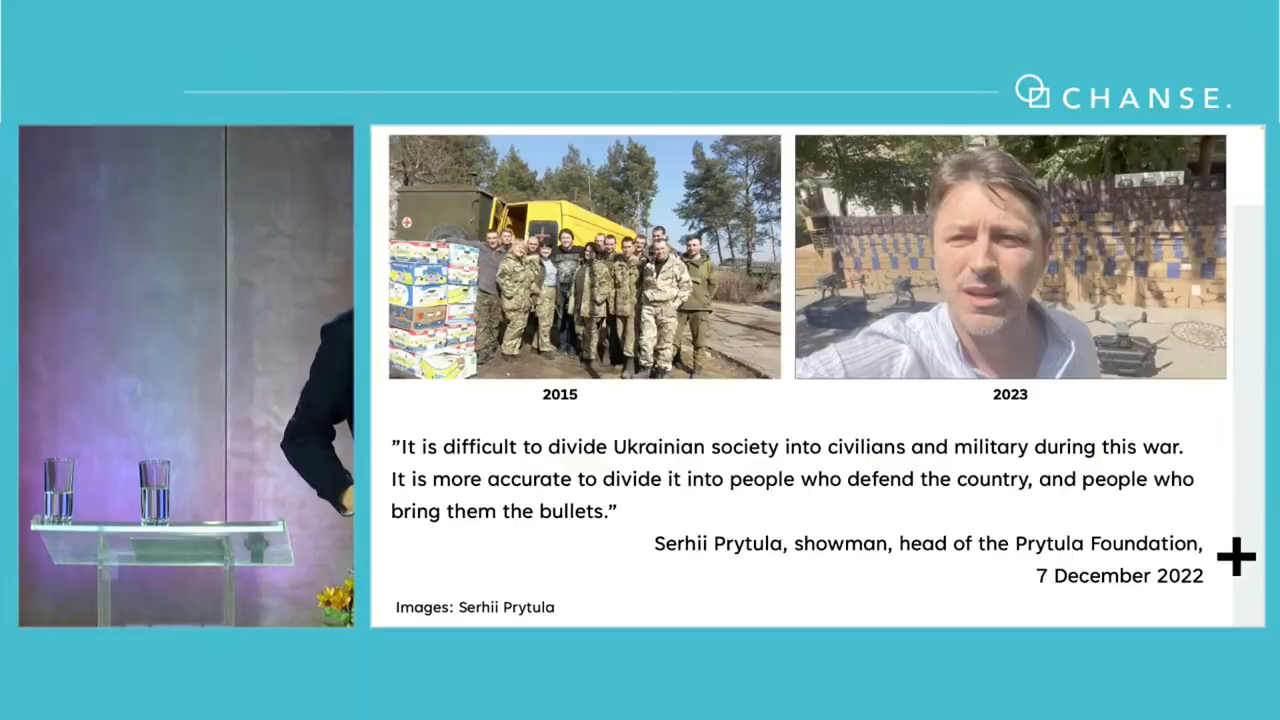 CHANSE.
2015
2023
”It is difficult to divide Ukrainian society into civilians and military during this war.
It is more accurate to divide it into people who defend the country, and people who
bring them the bullets.”
Serhii Prytula, showman, head of the Prytula Foundation,
7 December 2022
Images: Serhii Prytula